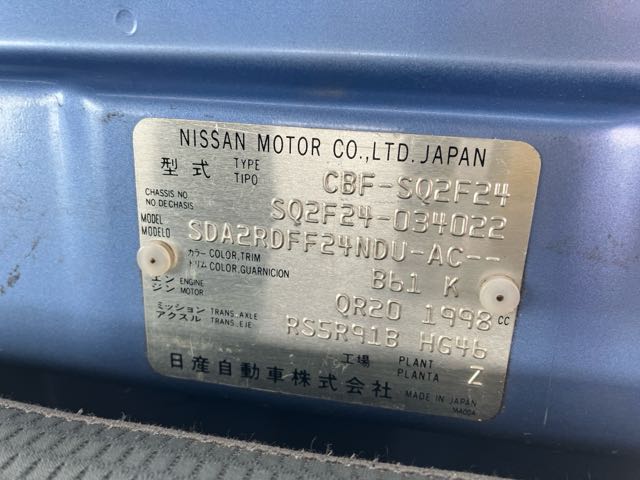 NISSAN MOTOR CO.,LTD. JAPAN
型式 TYPE TIPO CBF-SQ2F24
CHASSIS NO NO DE CHASIS SQ2F24-034022
MODEL MODELO SDA2RDFF24NDU-AC--
カラー COLOR,TRIM トリム COLOR,GUARNICION B61 K
エンジン ENGINE MOTOR QR20 1998 CC
ミッション TRANS. AXLE アクスル TRANS. EJE RS5R91B HG46
工場 PLANT PLANTA Z
日産自動車株式会社 MADE IN JAPAN
MA00A